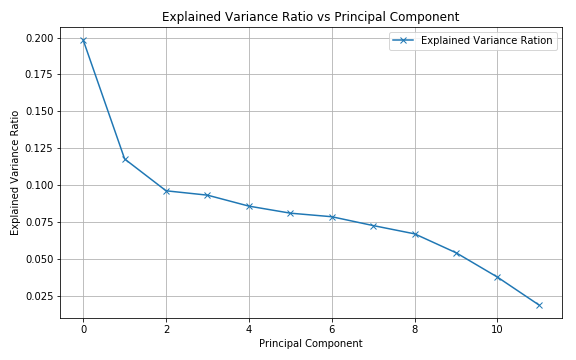 Explained Variance Ratio vs Principal Component
Explained Variance Ration
0.200
0.175
0.150
0.125
0.100
0.075
0.050
0.025
Explained Variance Ratio
0 2 4 6 8 10
Principal Component